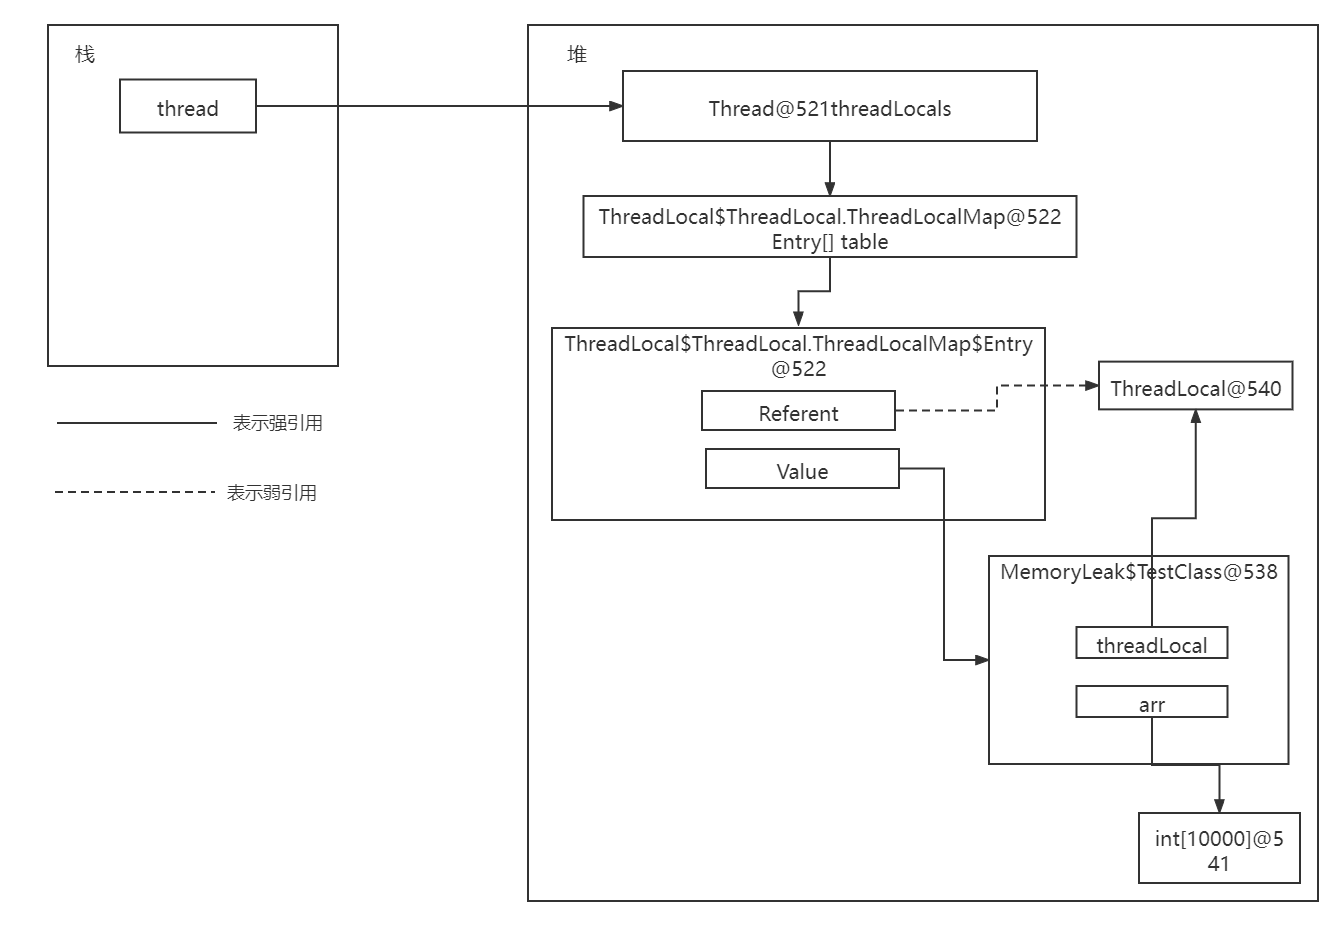 栈
堆
thread
Thread@521threadLocals
ThreadLocal$ThreadLocal.ThreadLocalMap@522
Entry[] table
ThreadLocal$ThreadLocal.ThreadLocalMap$Entry
@522
ThreadLocal@540
Referent
表示强引用
Value
表示弱引用
MemoryLeak$TestClass@538
threadLocal
arr
int[10000]@5
41